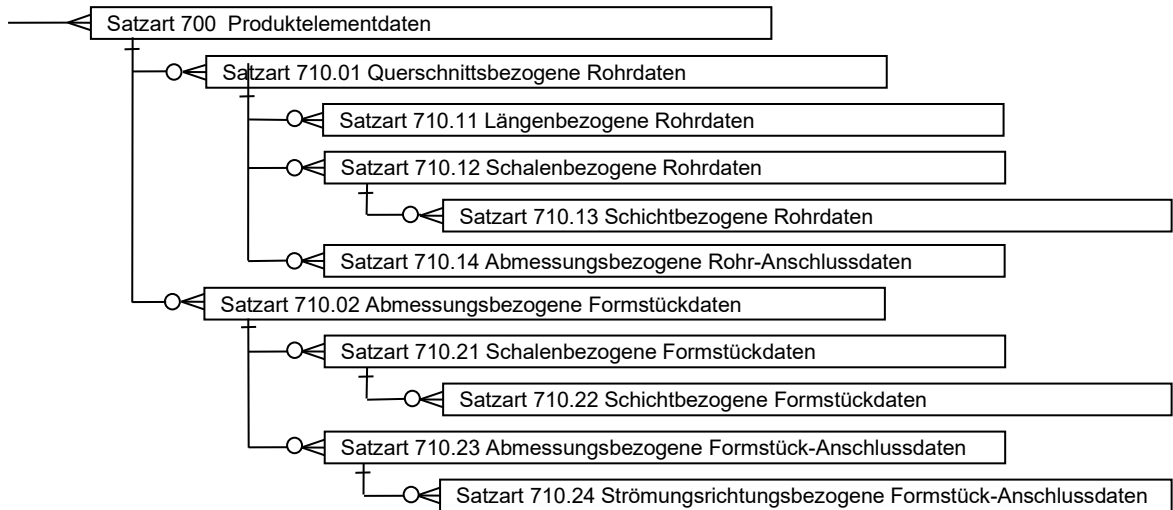 Satzart 700 Produktelementdaten
Satzart 710.01 Querschnittsbezogene Rohrdaten
Satzart 710.11 Längenbezogene Rohrdaten
Satzart 710.12 Schalenbezogene Rohrdaten
Satzart 710.13 Schichtbezogene Rohrdaten
Satzart 710.14 Abmessungsbezogene Rohr-Anschlussdaten
Satzart 710.02 Abmessungsbezogene Formstückdaten
Satzart 710.21 Schalenbezogene Formstückdaten
Satzart 710.22 Schichtbezogene Formstückdaten
Satzart 710.23 Abmessungsbezogene Formstück-Anschlussdaten
Satzart 710.24 Strömungsrichtungsbezogene Formstück-Anschlussdaten